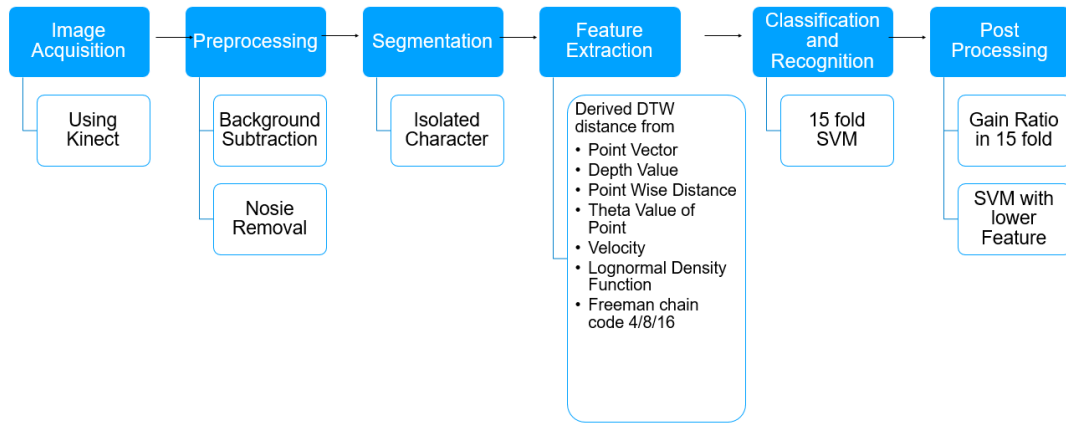 Image
Acquisition
Preprocessing
Segmentation
Feature
Extraction
Classification
and
Recognition
Post
Processing
Using
Kinect
Background
Subtraction
Nosie
Removal
Isolated
Character
Derived DTW
distance from
• Point Vector
• Depth Value
• Point Wise Distance
• Theta Value of
Point
• Velocity
• Lognormal Density
Function
• Freeman chain
code 4/8/16
15 fold
SVM
Gain Ratio
in 15 fold
SVM with
lower
Feature